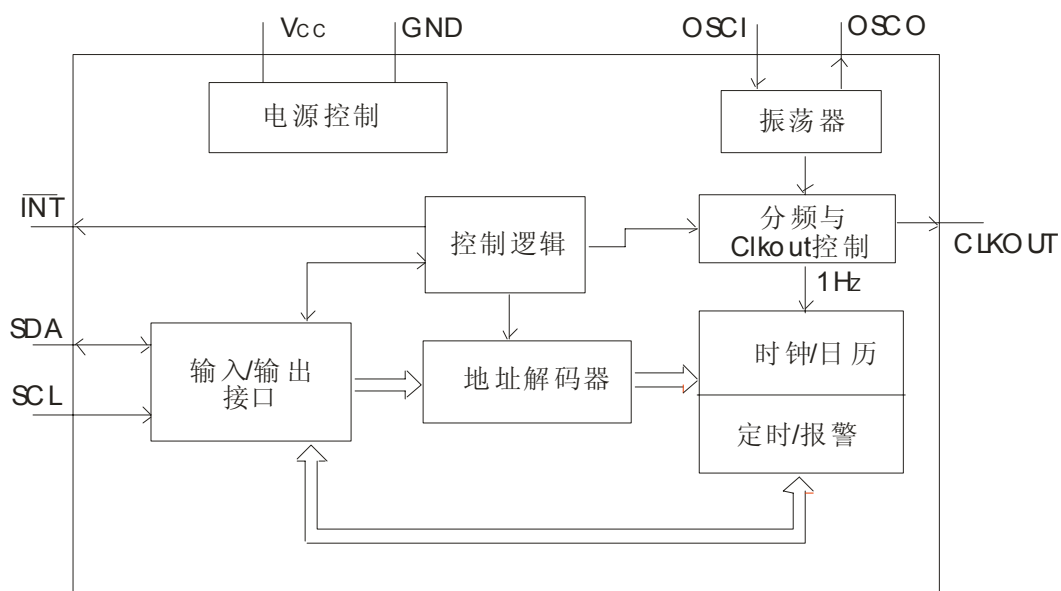 Vcc GND OSCI OSCO
电源控制
振荡器
INT
控制逻辑
分频与
Clkout控制
CLKOUT
1Hz
SDA
输入/输出
接口
地址解码器
时钟/日历
SCL
定时/报警